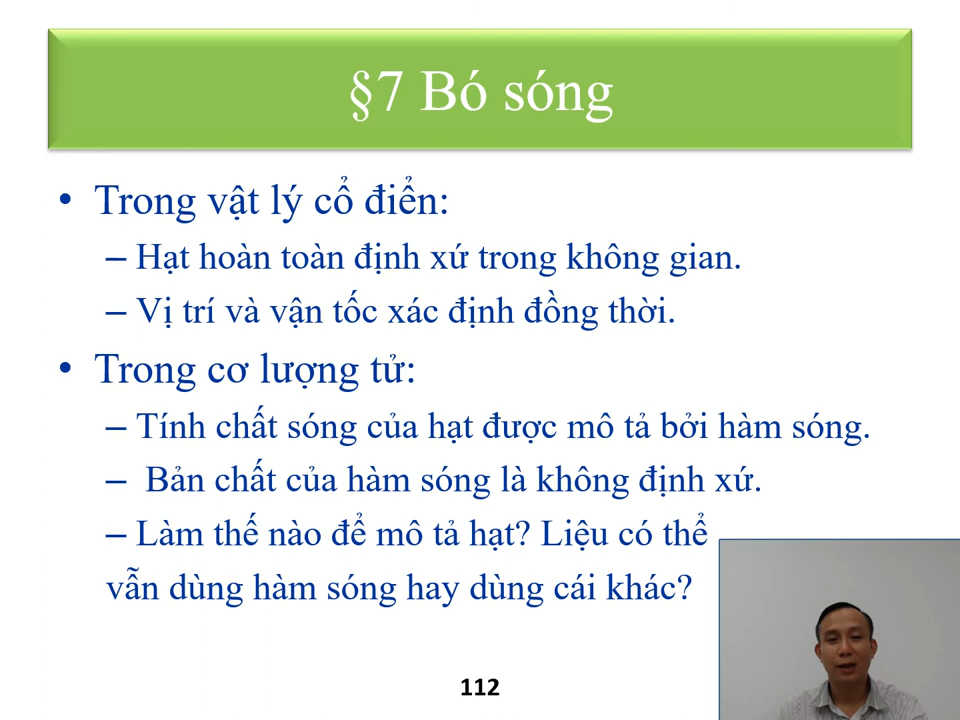 §7 Bó sóng
• Trong vật lý cổ điển:
– Hạt hoàn toàn định xứ trong không gian.
– Vị trí và vận tốc xác định đồng thời.
• Trong cơ lượng tử:
– Tính chất sóng của hạt được mô tả bởi hàm sóng.
– Bản chất của hàm sóng là không định xứ.
– Làm thế nào để mô tả hạt? Liệu có thể
vẫn dùng hàm sóng hay dùng cái khác?
112